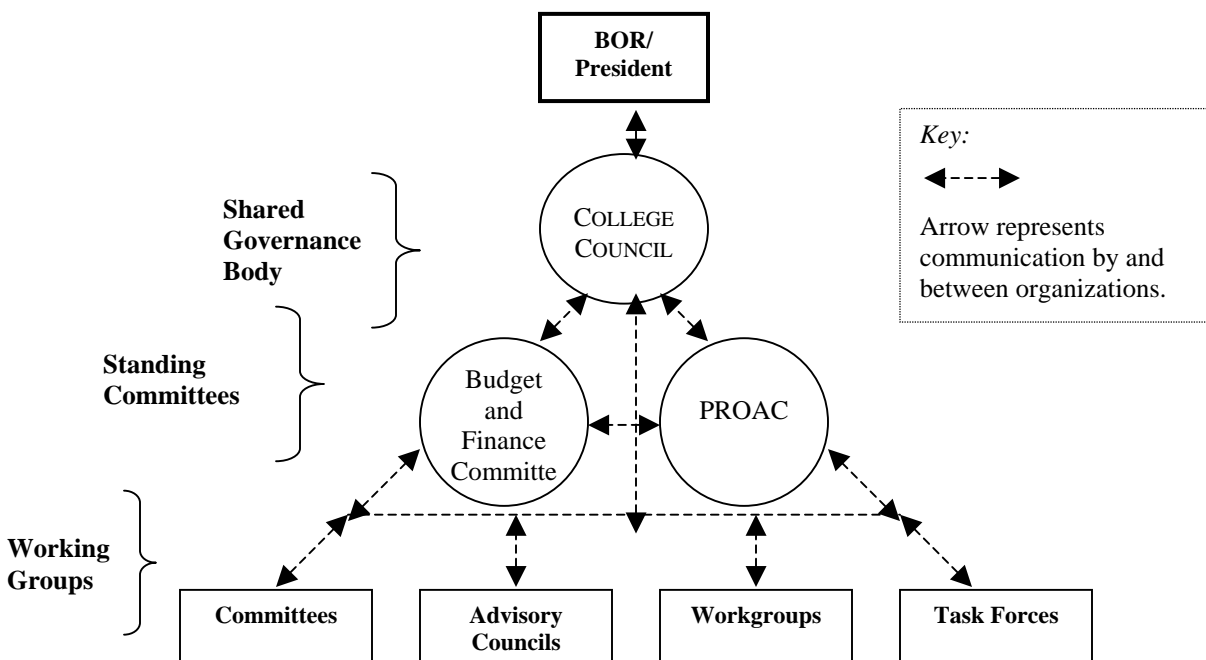 BOR/
President
Key:
Arrow represents
communication by and
between organizations.
Shared
Governance
Body
COLLEGE
COUNCIL
Standing
Committees
Budget
and
Finance
Committe
PROAC
Working
Groups
Committees
Advisory
Councils
Workgroups
Task Forces